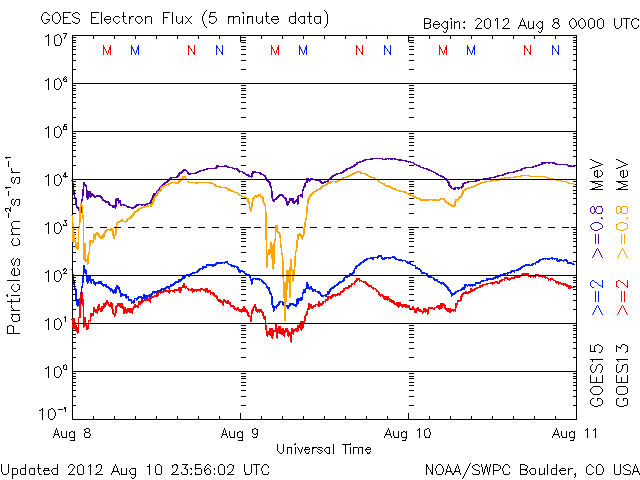 GOES Electron Flux (5 minute data)
Begin: 2012 Aug 8 0000 UTC
M M N N M M N N M M N N
10⁷
10⁶
10⁵
10⁴
10³
10²
10¹
10⁰
10⁻¹
Particles cm⁻²s⁻¹sr⁻¹
Aug 8 Aug 9 Aug 10 Aug 11
Universal Time
GOES15 >=2 >=0.8 MeV
GOES13 >=2 >=0.8 MeV
Updated 2012 Aug 10 23:56:02 UTC
NOAA/SWPC Boulder, CO USA